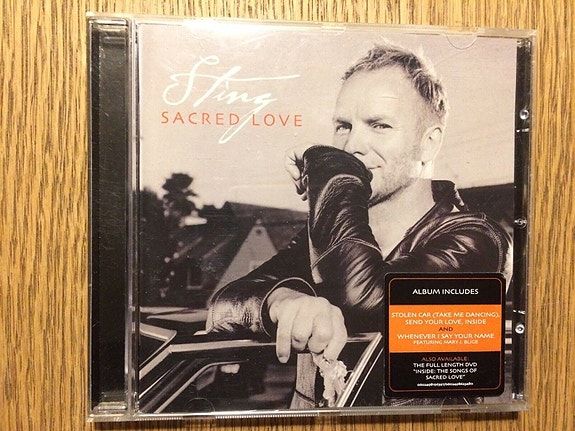 Sting
SACRED LOVE
ALBUM INCLUDES
STOLEN CAR (TAKE ME DANCING),
SEND YOUR LOVE, INSIDE
AND
WHENEVER I SAY YOUR NAME
FEATURING MARY J. BLIGE
ALSO AVAILABLE:
THE FULL LENGTH DVD
"INSIDE: THE SONGS OF
SACRED LOVE"